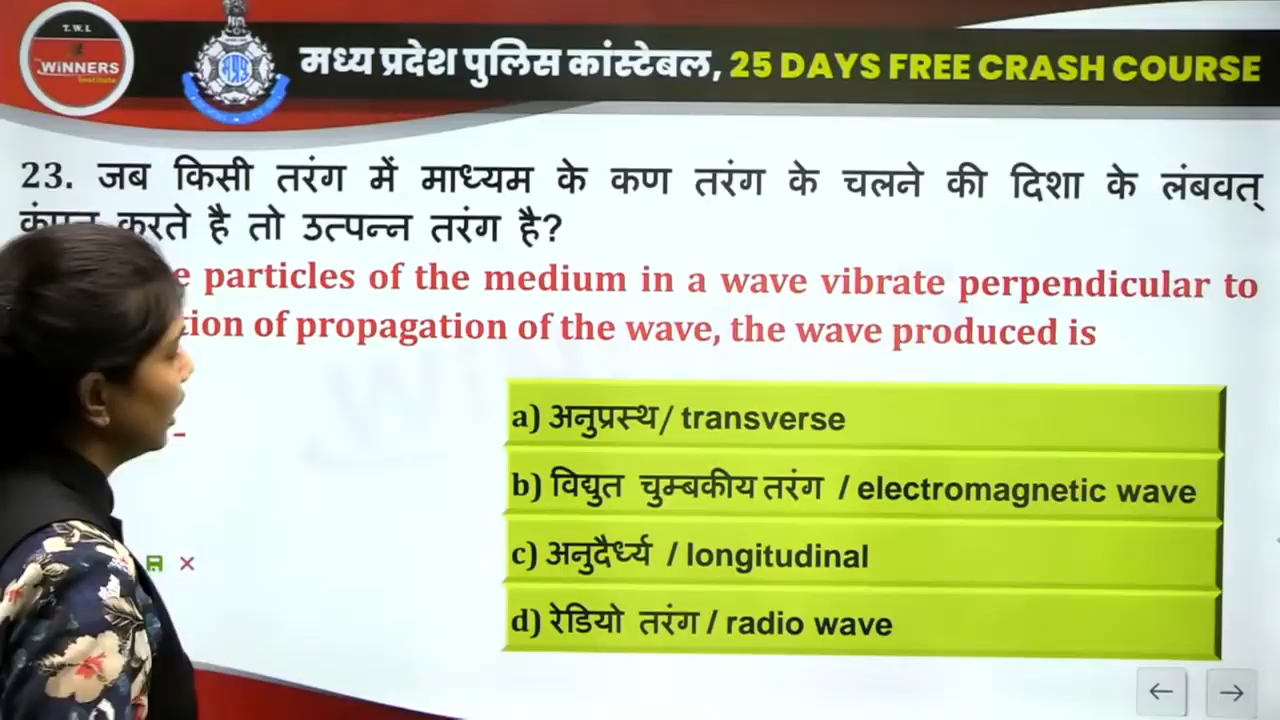 T.W.I.
WiNNERS
institute
मध्य प्रदेश पुलिस कांस्टेबल, 25 DAYS FREE CRASH COURSE
23. जब किसी तरंग में माध्यम के कण तरंग के चलने की दिशा के लंबवत्
करते है तो उत्पन्न तरंग है?
particles of the medium in a wave vibrate perpendicular to
of propagation of the wave, the wave produced is
a) अनुप्रस्थ/ transverse
b) विद्युत चुम्बकीय तरंग / electromagnetic wave
c) अनुदैर्ध्य / longitudinal
d) रेडियो तरंग / radio wave